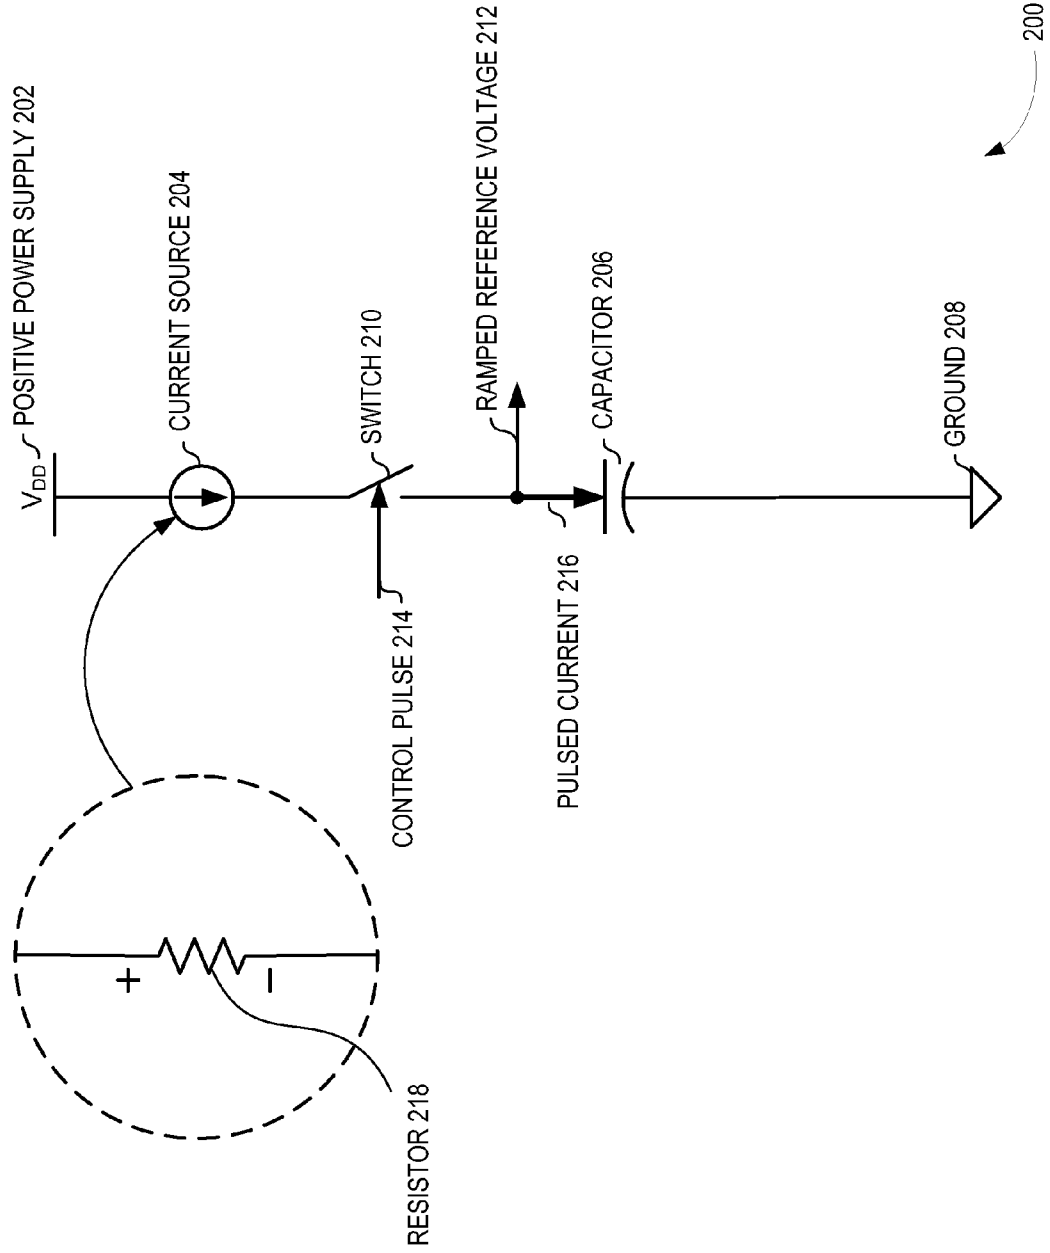 V_DD
POSITIVE POWER SUPPLY 202
CURRENT SOURCE 204
SWITCH 210
CONTROL PULSE 214
RAMPED REFERENCE VOLTAGE 212
PULSED CURRENT 216
CAPACITOR 206
GROUND 208
+
–
RESISTOR 218
200